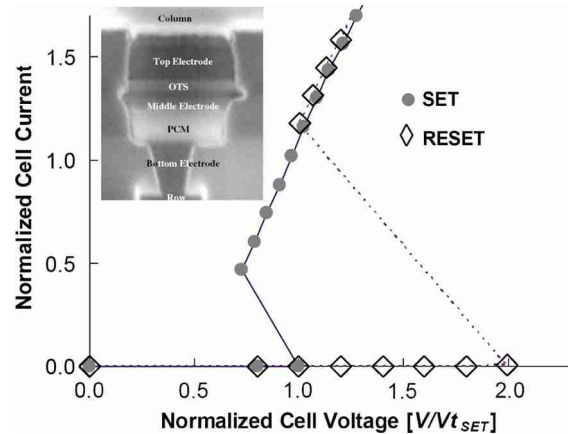 Column
Top Electrode
OTS
Middle Electrode
PCM
Bottom Electrode
Row
SET
RESET
1.5
1.0
0.5
0.0
0.0 0.5 1.0 1.5 2.0
Normalized Cell Current
Normalized Cell Voltage [V/Vt SET]